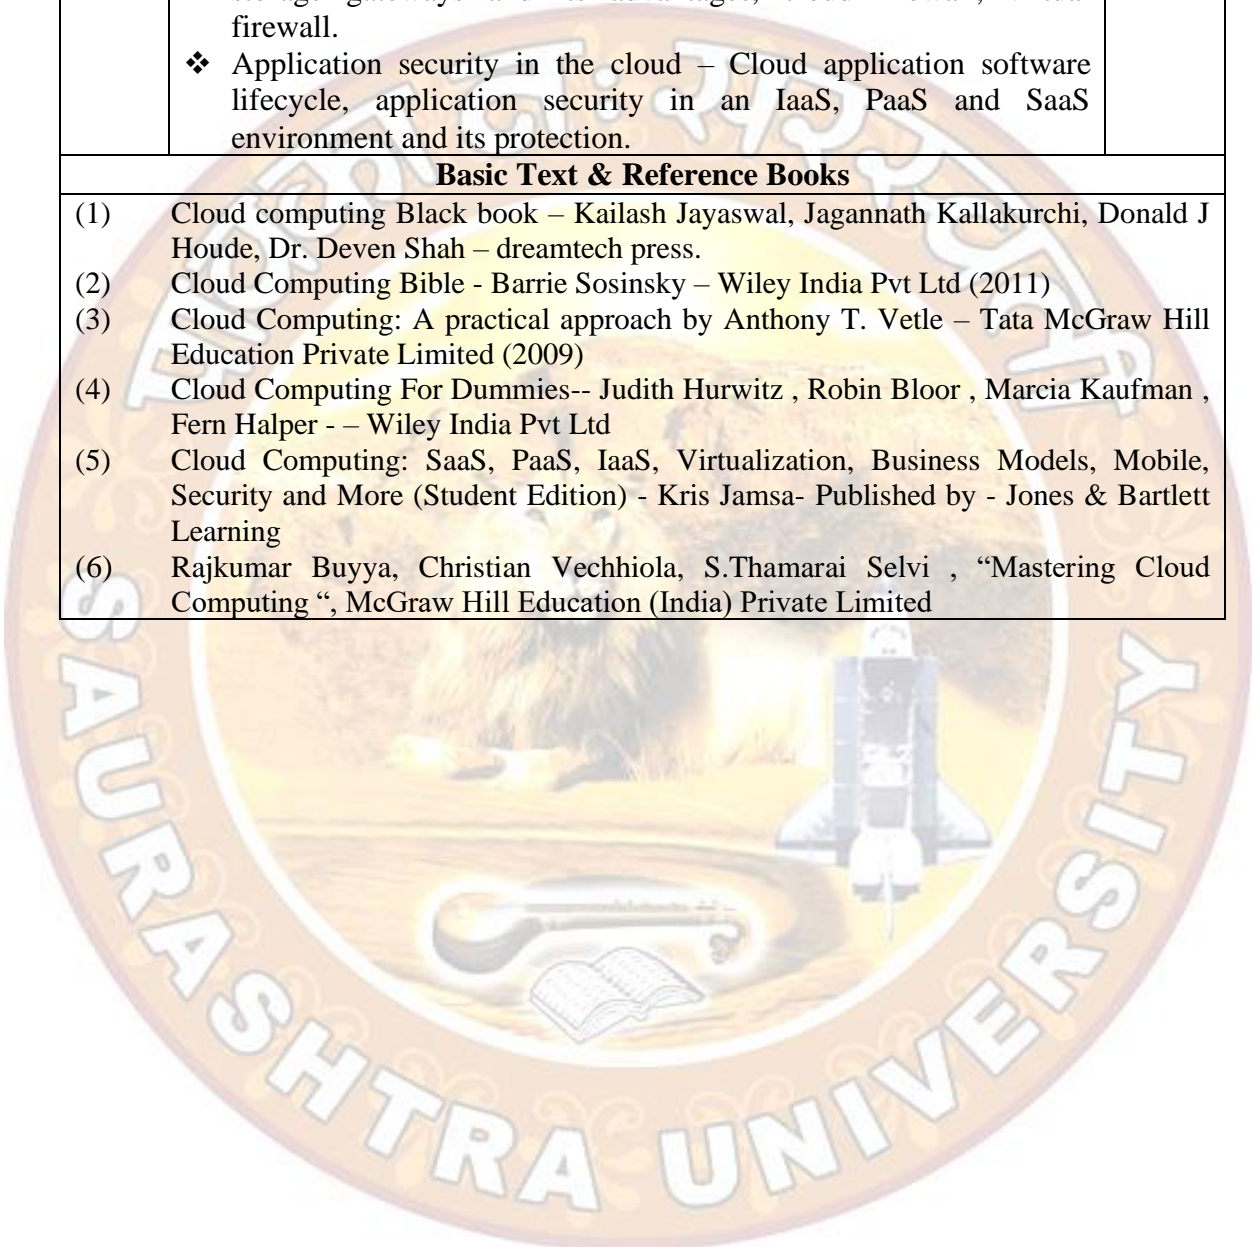 firewall.
❖ Application security in the cloud – Cloud application software
lifecycle, application security in an IaaS, PaaS and SaaS
environment and its protection.
Basic Text & Reference Books
(1) Cloud computing Black book – Kailash Jayaswal, Jagannath Kallakurchi, Donald J
Houde, Dr. Deven Shah – dreamtech press.
(2) Cloud Computing Bible - Barrie Sosinsky – Wiley India Pvt Ltd (2011)
(3) Cloud Computing: A practical approach by Anthony T. Vetle – Tata McGraw Hill
Education Private Limited (2009)
(4) Cloud Computing For Dummies-- Judith Hurwitz , Robin Bloor , Marcia Kaufman ,
Fern Halper - – Wiley India Pvt Ltd
(5) Cloud Computing: SaaS, PaaS, IaaS, Virtualization, Business Models, Mobile,
Security and More (Student Edition) - Kris Jamsa- Published by - Jones & Bartlett
Learning
(6) Rajkumar Buyya, Christian Vechhiola, S.Thamarai Selvi , “Mastering Cloud
Computing “, McGraw Hill Education (India) Private Limited
SAURASHTRA UNIVERSITY